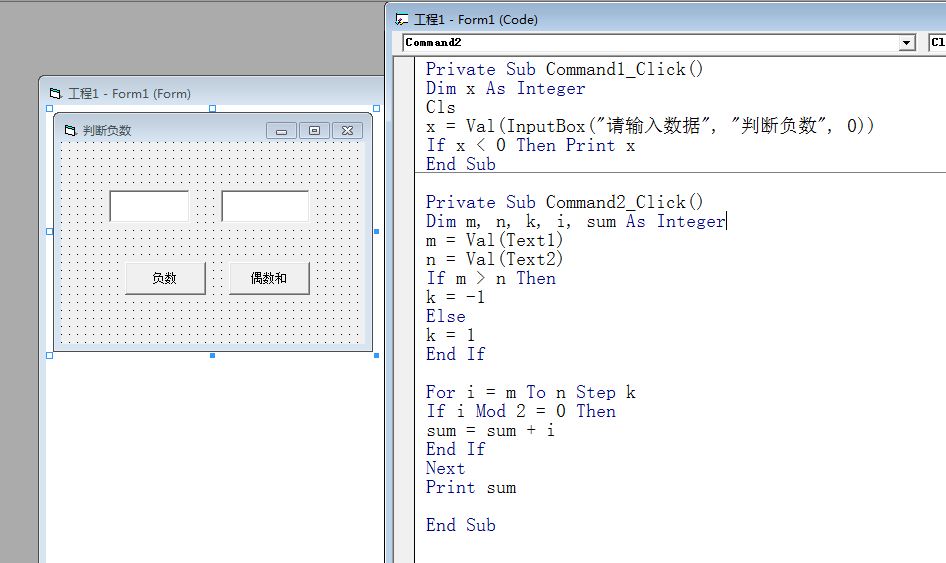 工程1 - Form1 (Form)
判断负数
负数
偶数和
工程1 - Form1 (Code)
Command2
Cl
Private Sub Command1_Click()
Dim x As Integer
Cls
x = Val(InputBox("请输入数据", "判断负数", 0))
If x < 0 Then Print x
End Sub
Private Sub Command2_Click()
Dim m, n, k, i, sum As Integer
m = Val(Text1)
n = Val(Text2)
If m > n Then
k = -1
Else
k = 1
End If
For i = m To n Step k
If i Mod 2 = 0 Then
sum = sum + i
End If
Next
Print sum
End Sub